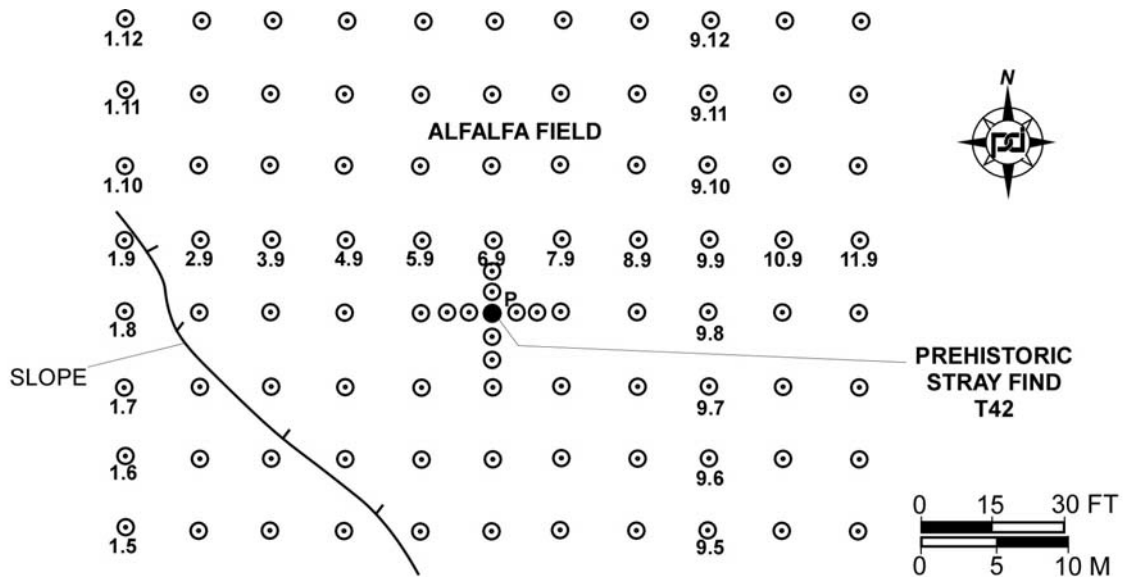 1.12 9.12
N
1.11 9.11
ALFALFA FIELD
1.10 9.10
1.9 2.9 3.9 4.9 5.9 6.9 7.9 8.9 9.9 10.9 11.9
P
1.8 9.8
PREHISTORIC
STRAY FIND
T42
SLOPE
1.7 9.7
1.6 9.6
0 15 30 FT
1.5 9.5
0 5 10 M